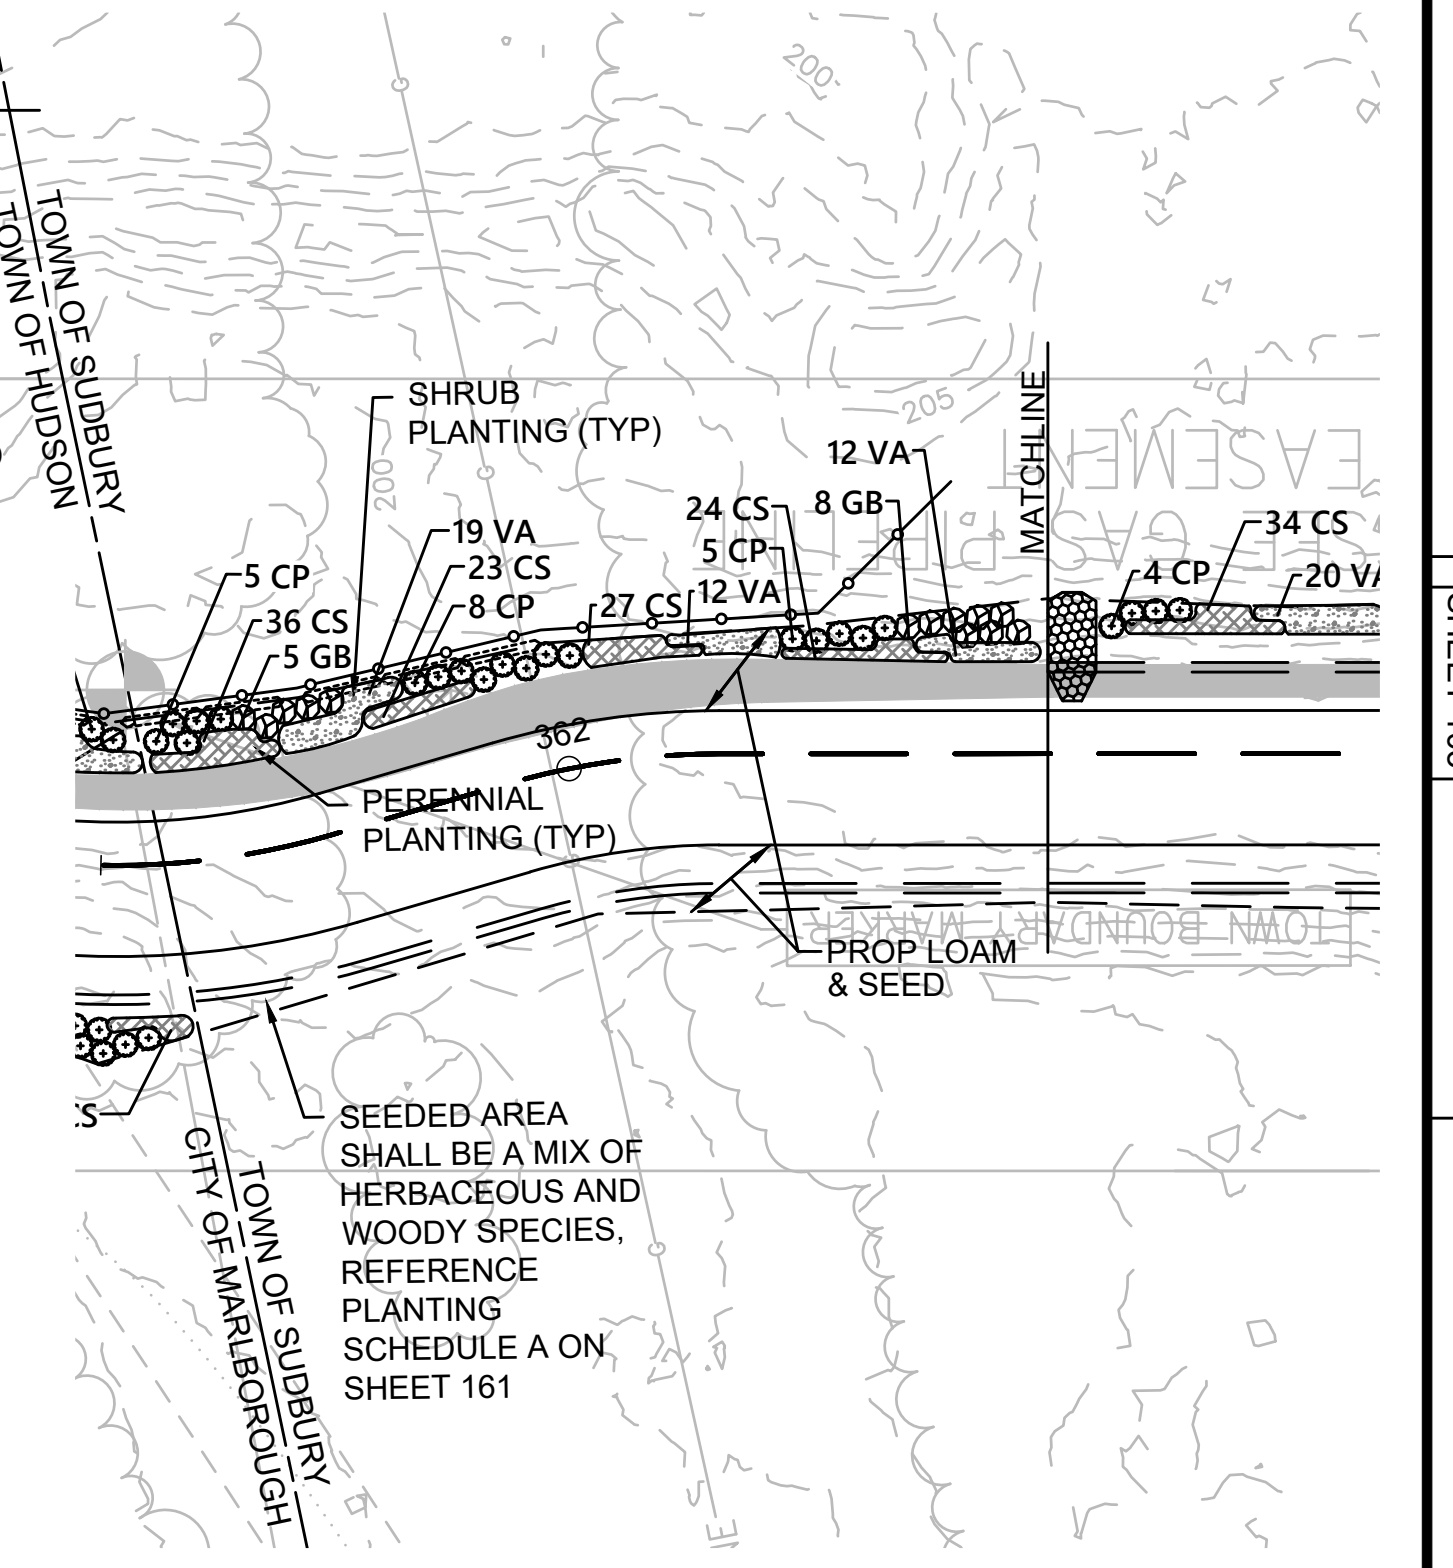 TOWN OF SUDBURY
TOWN OF HUDSON
200
SHRUB
PLANTING (TYP)
200
205
EASEMENT
SEE GAS PIPELINE
MATCHLINE
12 VA
8 GB
24 CS
5 CP
12 VA
27 CS
19 VA
23 CS
8 CP
5 CP
36 CS
5 GB
34 CS
4 CP
20 VA
362
PERENNIAL
PLANTING (TYP)
TOWN BOUNDARY MARKER
PROP LOAM
& SEED
CS
SEEDED AREA
SHALL BE A MIX OF
HERBACEOUS AND
WOODY SPECIES,
REFERENCE
PLANTING
SCHEDULE A ON
SHEET 161
TOWN OF SUDBURY
CITY OF MARLBOROUGH